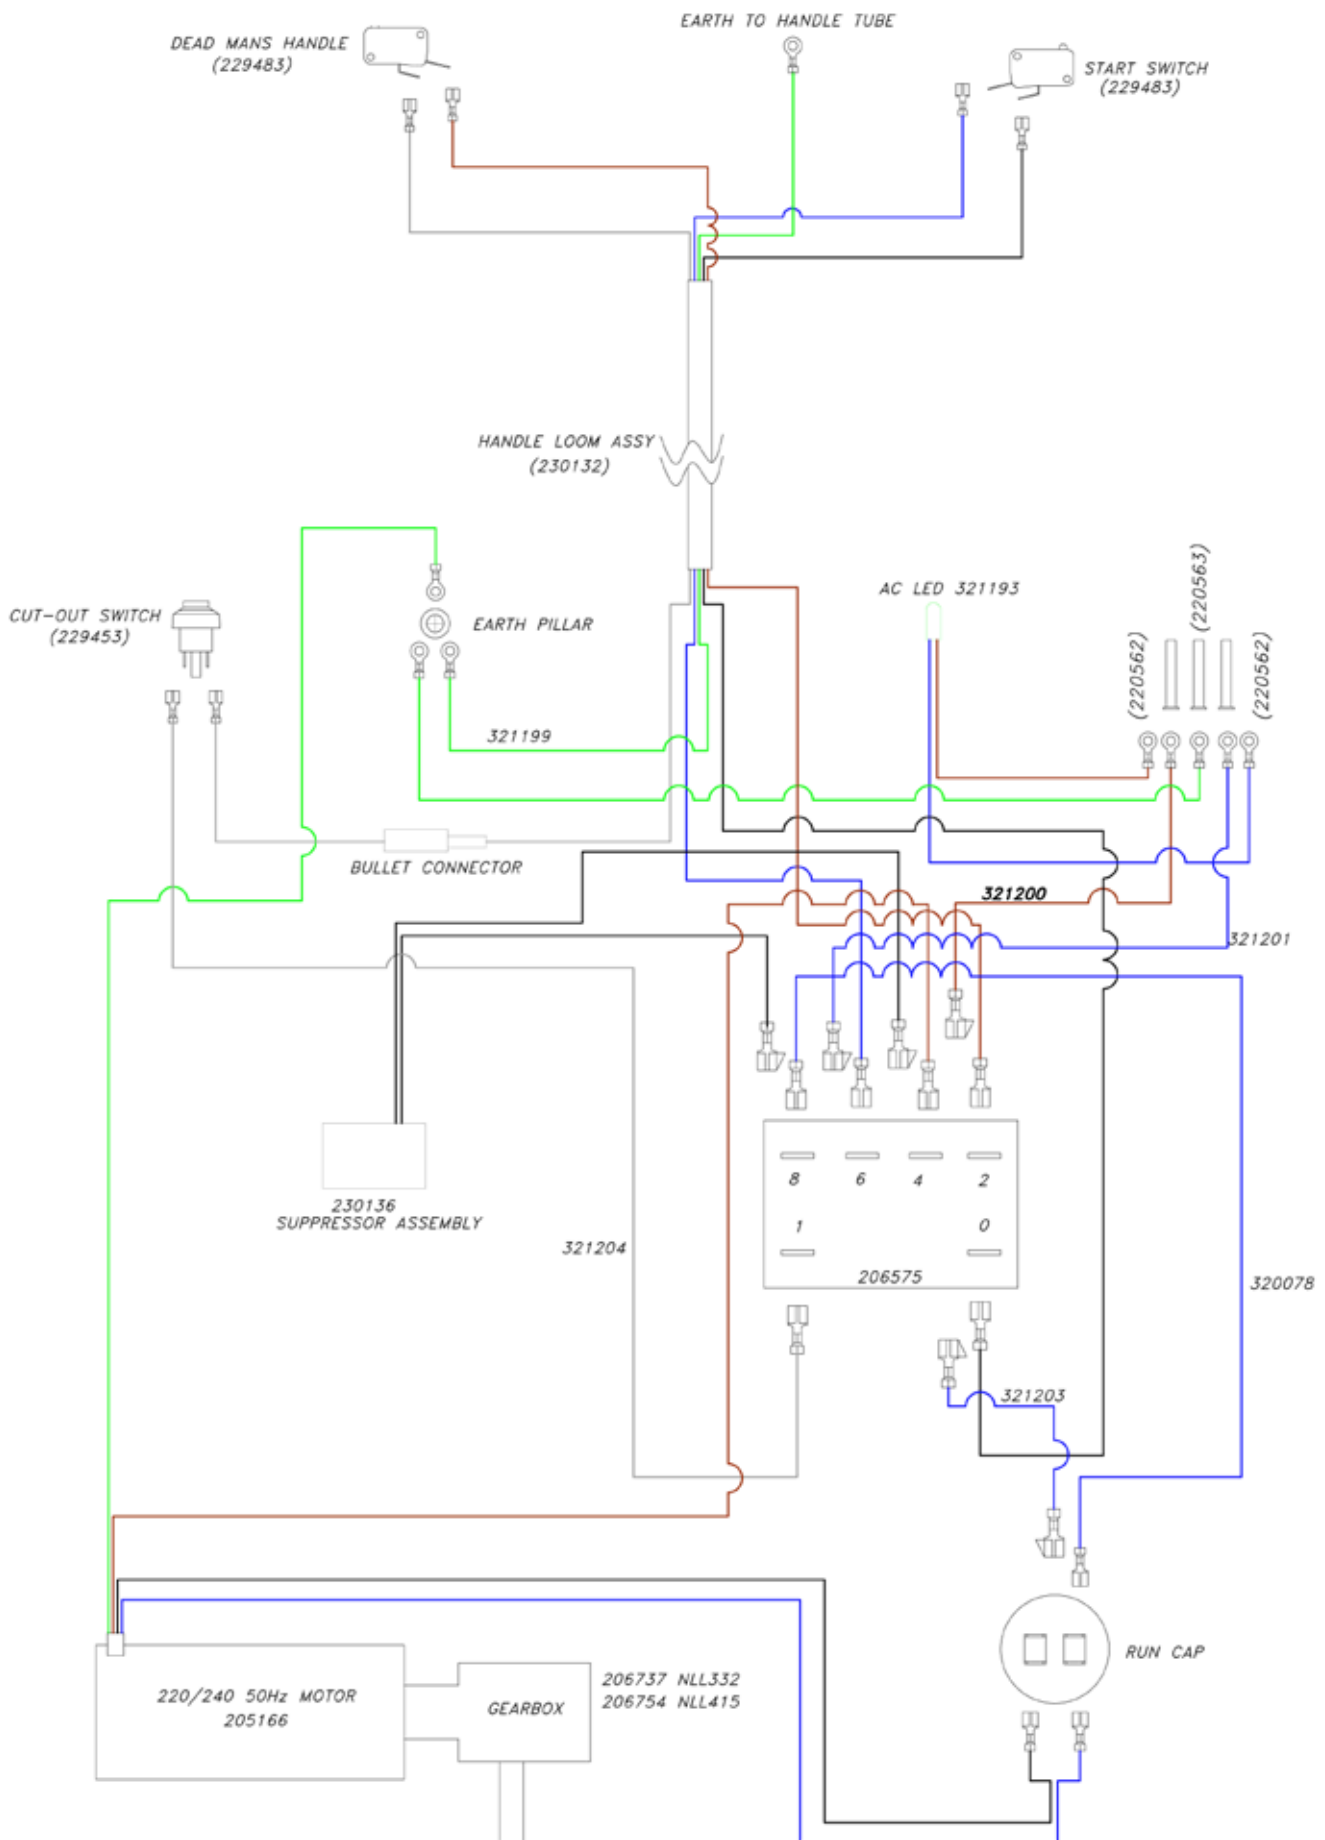 EARTH TO HANDLE TUBE
DEAD MANS HANDLE
(229483)
START SWITCH
(229483)
HANDLE LOOM ASSY
(230132)
AC LED 321193
(220563)
(220562)
(220562)
CUT-OUT SWITCH
(229453)
EARTH PILLAR
321199
BULLET CONNECTOR
321200
321201
8
6
4
2
1
0
206575
230136
SUPPRESSOR ASSEMBLY
321204
320078
321203
RUN CAP
220/240 50Hz MOTOR
205166
GEARBOX
206737 NLL332
206754 NLL415